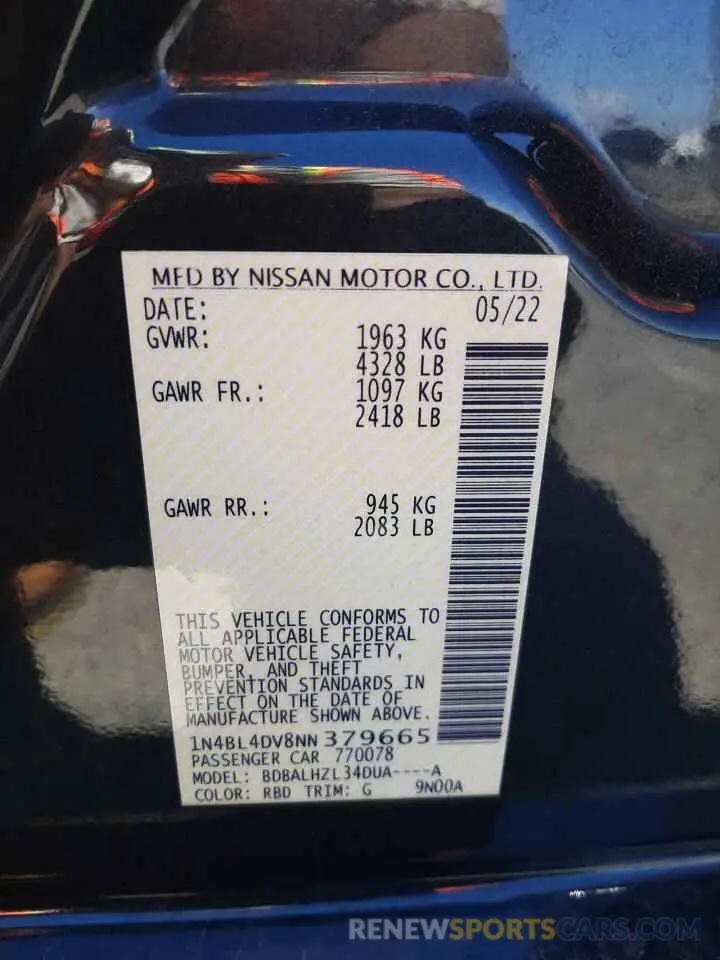 MFD BY NISSAN MOTOR CO., LTD.
DATE: 05/22
GVWR: 1963 KG
4328 LB
GAWR FR.: 1097 KG
2418 LB
GAWR RR.: 945 KG
2083 LB
THIS VEHICLE CONFORMS TO
ALL APPLICABLE FEDERAL
MOTOR VEHICLE SAFETY,
BUMPER, AND THEFT
PREVENTION STANDARDS IN
EFFECT ON THE DATE OF
MANUFACTURE SHOWN ABOVE.
1N4BL4DV8NN 379665
PASSENGER CAR 770078
MODEL: BDBALHZL34DUA----A
COLOR: RBD TRIM: G 9N00A
RENEWSPORTSCARS.COM